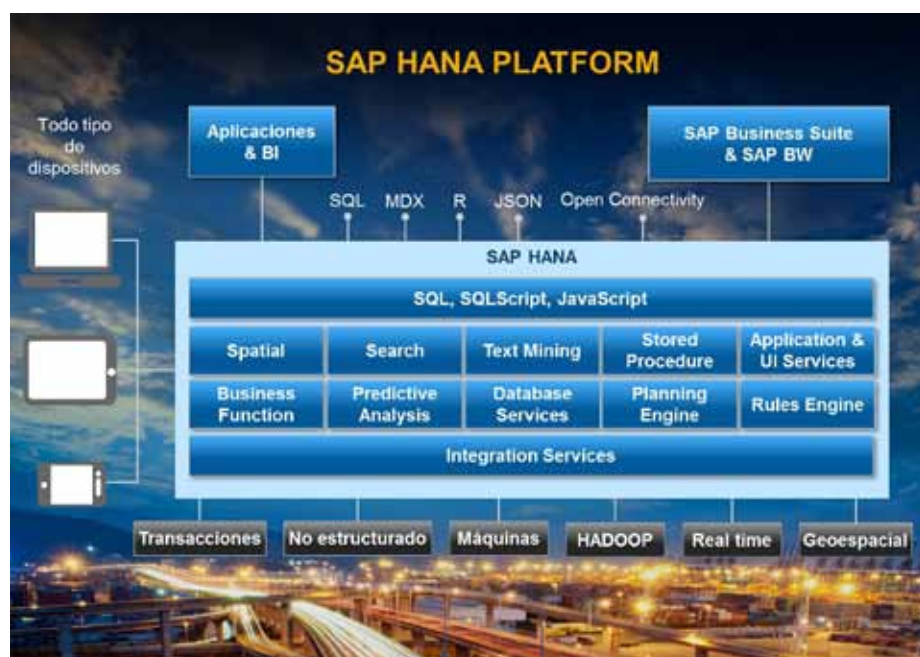 SAP HANA PLATFORM
Todo tipo
de
dispositivos
Aplicaciones
& BI
SAP Business Suite
& SAP BW
SQL MDX R JSON Open Connectivity
SAP HANA
SQL, SQLScript, JavaScript
Spatial
Search
Text Mining
Stored
Procedure
Application &
UI Services
Business
Function
Predictive
Analysis
Database
Services
Planning
Engine
Rules Engine
Integration Services
Transacciones
No estructurado
Máquinas
HADOOP
Real time
Geoespacial